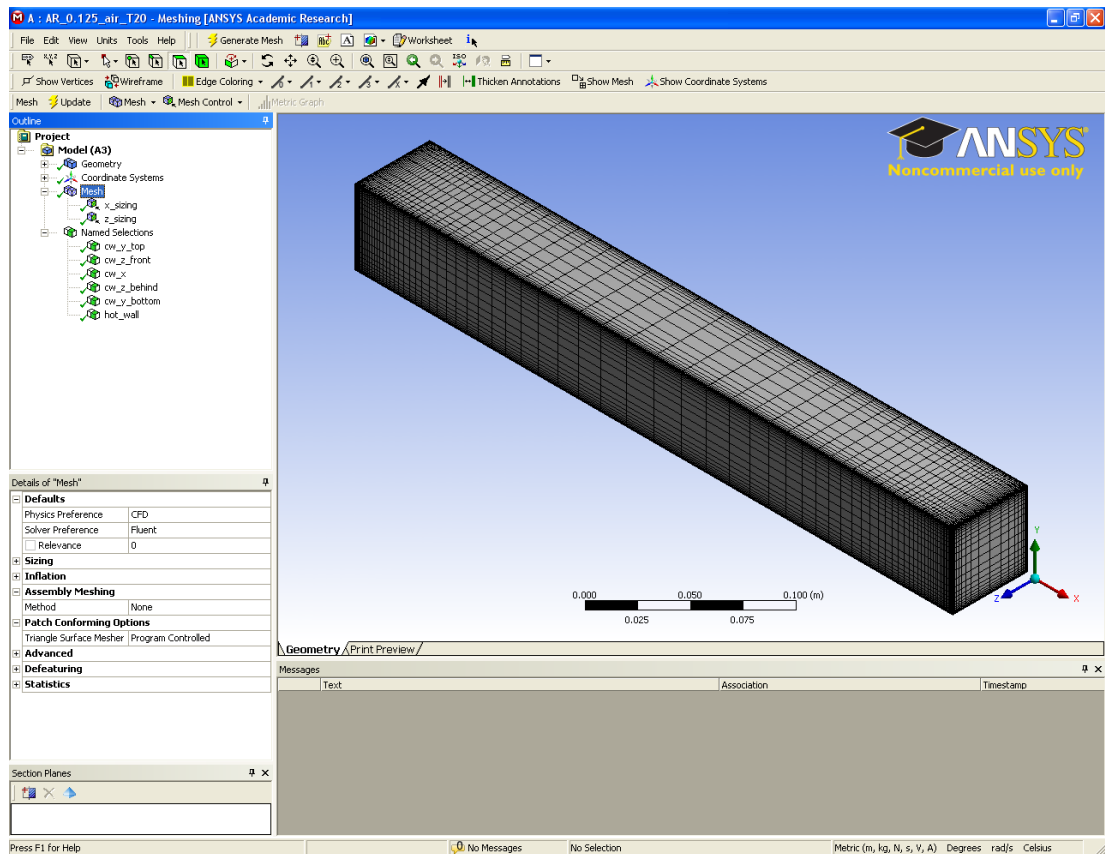 A : AR_0.125_air_T20 - Meshing [ANSYS Academic Research]
File Edit View Units Tools Help Generate Mesh Worksheet
Show Vertices Wireframe Edge Coloring Thicken Annotations Show Mesh Show Coordinate Systems
Mesh Update Mesh Mesh Control Metric Graph
Outline
Project
Model (A3)
Geometry
Coordinate Systems
Mesh
x_sizing
z_sizing
Named Selections
cw_y_top
cw_z_front
cw_x
cw_z_behind
cw_y_bottom
hot_wall
Details of "Mesh"
Defaults
Physics Preference CFD
Solver Preference Fluent
Relevance 0
Sizing
Inflation
Assembly Meshing
Method None
Patch Conforming Options
Triangle Surface Mesher Program Controlled
Advanced
Defeaturing
Statistics
Section Planes
ANSYS
Noncommercial use only
Y
Z
X
0.000 0.050 0.100 (m)
0.025 0.075
Geometry Print Preview
Messages
Text Association Timestamp
Press F1 for Help 0 No Messages No Selection Metric (m, kg, N, s, V, A) Degrees rad/s Celsius